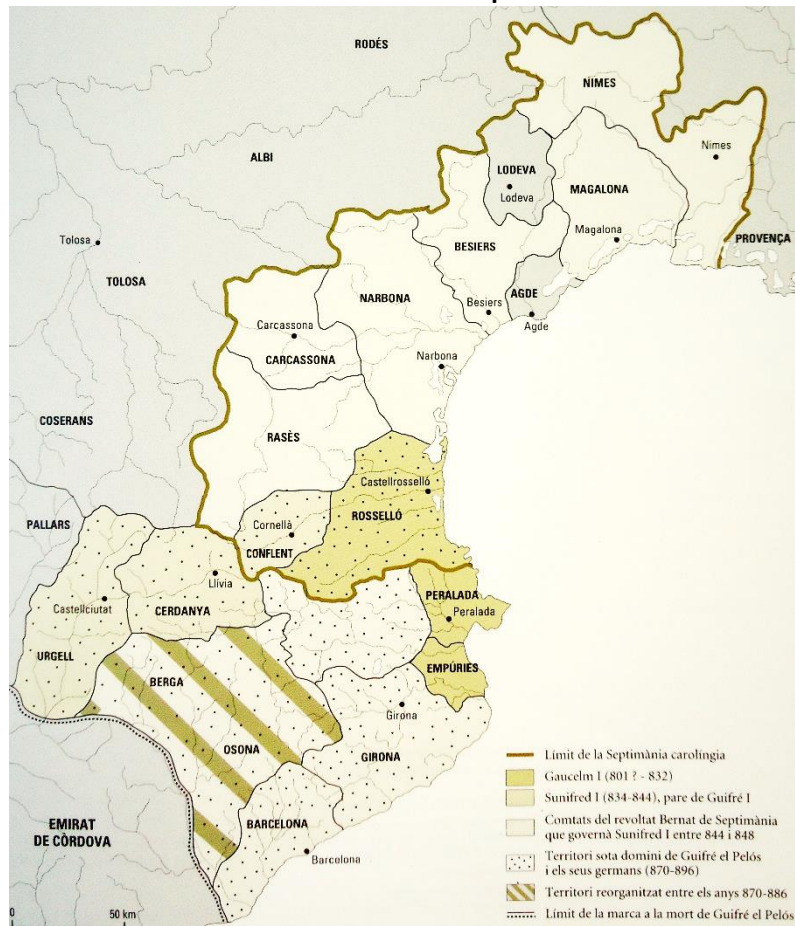 RODÉS
NIMES
Nimes
ALBI
LODEVA
Lodeva
MAGALONA
Magalona
PROVENÇA
Tolosa
TOLOSA
BESIERS
Besiers
AGDE
Agde
NARBONA
Narbona
Carcassona
CARCASSONA
COSERANS
RASÈS
Castellrosselló
ROSSELLÓ
PALLARS
Cornellà
CONFLENT
Llívia
CERDANYA
Castellciutat
URGELL
PERALADA
Peralada
EMPÚRIES
BERGA
Girona
OSONA
GIRONA
BARCELONA
Barcelona
EMIRAT
DE CÒRDOVA
0
50 km
Límit de la Septimània carolíngia
Gaucelm I (801 ? - 832)
Sunifred I (834-844), pare de Guifré I
Comtats del revoltat Bernat de Septimània
que governà Sunifred I entre 844 i 848
Territori sota domini de Guifré el Pelós
i els seus germans (870-896)
Territori reorganitzat entre els anys 870-886
Límit de la marca a la mort de Guifré el Pelós